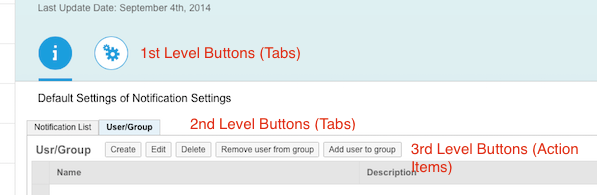 Last Update Date: September 4th, 2014
i
1st Level Buttons (Tabs)
Default Settings of Notification Settings
2nd Level Buttons (Tabs)
Notification List User/Group
Usr/Group Create Edit Delete Remove user from group Add user to group
3rd Level Buttons (Action
Items)
Name Description